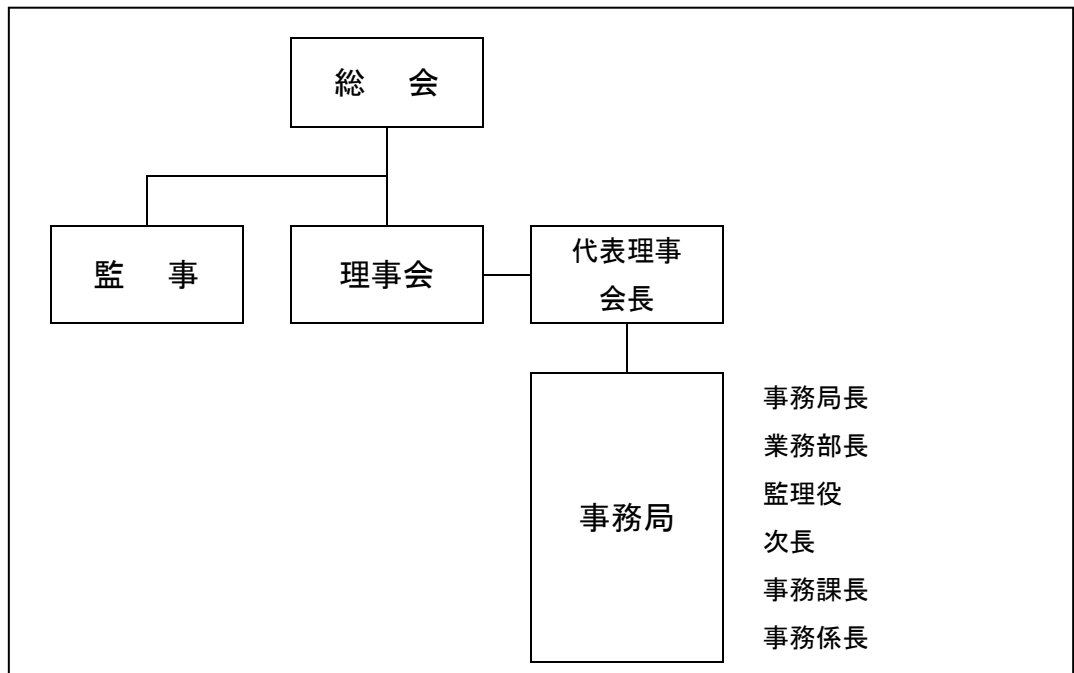 総　会
監　事
理事会
代表理事
会長
事務局
事務局長
業務部長
監理役
次長
事務課長
事務係長